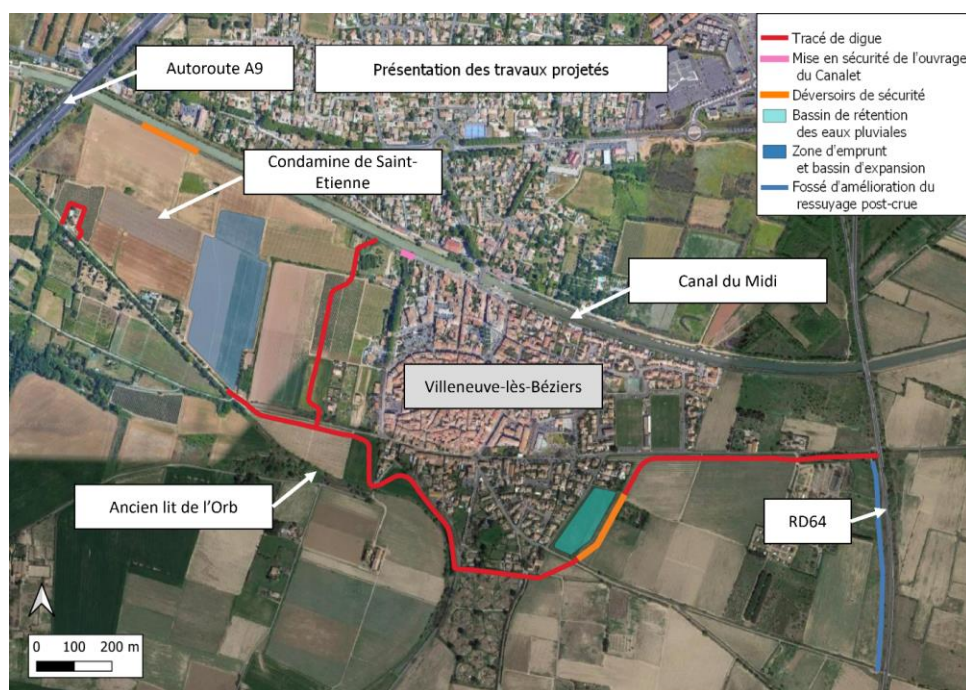 Autoroute A9
Présentation des travaux projetés
Tracé de digue
Mise en sécurité de l'ouvrage
du Canalet
Déversoirs de sécurité
Bassin de rétention
des eaux pluviales
Zone d'emprunt
et bassin d'expansion
Fossé d'amélioration du
ressuyage post-crue
Condamine de Saint-
Etienne
Canal du Midi
Villeneuve-lès-Béziers
Ancien lit de l'Orb
RD64
0 100 200 m